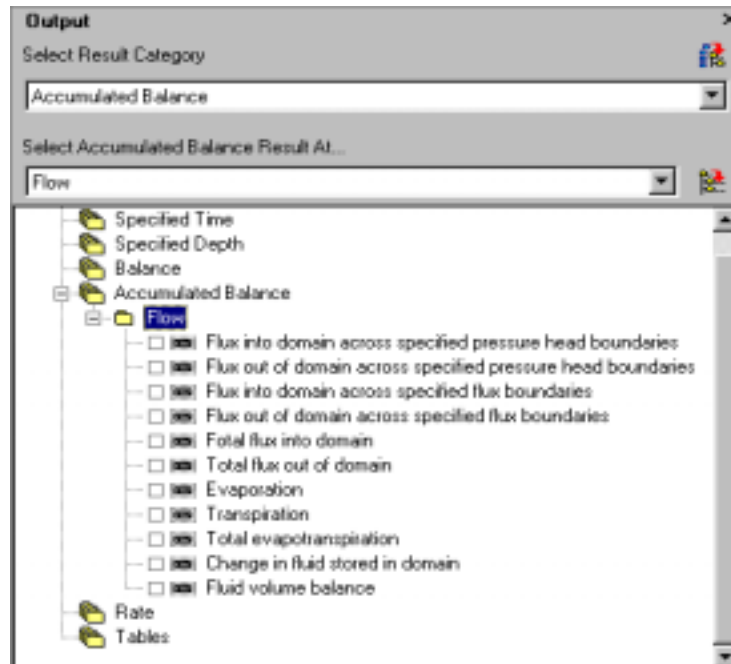 Output
Select Result Category
Accumulated Balance
Select Accumulated Balance Result At...
Flow
Specified Time
Specified Depth
Balance
Accumulated Balance
Flow
Flux into domain across specified pressure head boundaries
Flux out of domain across specified pressure head boundaries
Flux into domain across specified flux boundaries
Flux out of domain across specified flux boundaries
Fotal flux into domain
Total flux out of domain
Evaporation
Transpiration
Total evapotranspiration
Change in fluid stored in domain
Fluid volume balance
Rate
Tables